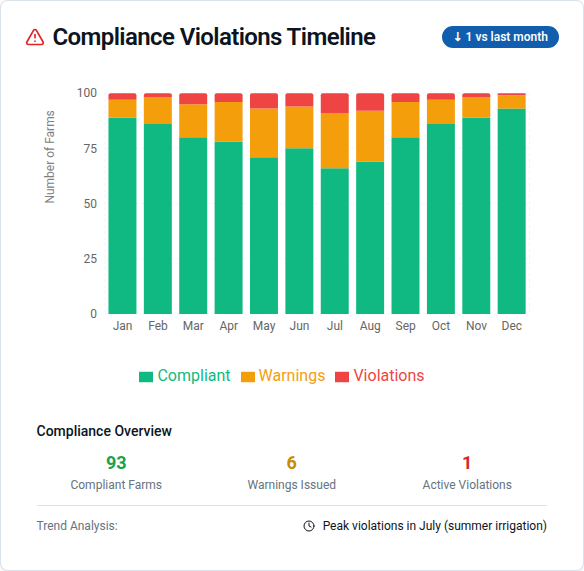 Compliance Violations Timeline
↓ 1 vs last month
Number of Farms
100
75
50
25
0
Jan Feb Mar Apr May Jun Jul Aug Sep Oct Nov Dec
Compliant Warnings Violations
Compliance Overview
93 6 1
Compliant Farms Warnings Issued Active Violations
Trend Analysis: Peak violations in July (summer irrigation)